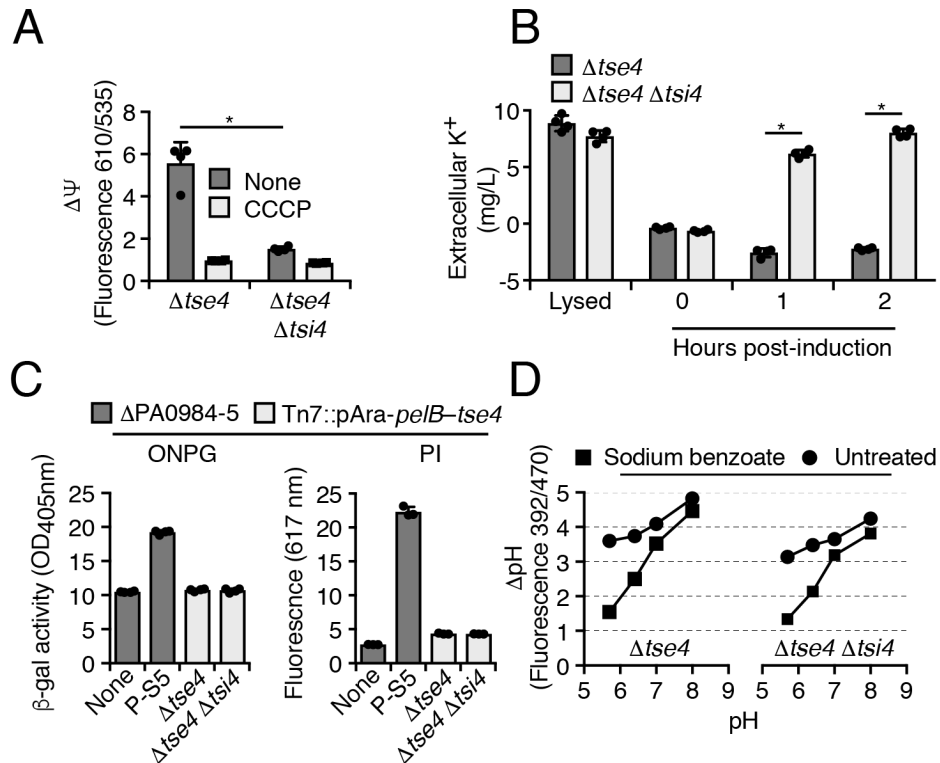 A
ΔΨ
(Fluorescence 610/535)
8
6
4
2
0
*
None
CCCP
Δtse4
Δtse4
Δtsi4
B
Δtse4
Δtse4 Δtsi4
Extracellular K+
(mg/L)
10
5
0
-5
*
*
Lysed
0
1
2
Hours post-induction
C
ΔPA0984-5
Tn7::pAra-pelB–tse4
ONPG
β-gal activity (OD405nm)
25
20
15
10
5
0
None
P-S5
Δtse4
Δtse4 Δtsi4
PI
Fluorescnce (617 nm)
25
20
15
10
5
0
None
P-S5
Δtse4
Δtse4 Δtsi4
D
Sodium benzoate
Untreated
ΔpH
(Fluorescence 392/470)
5
4
3
2
1
0
Δtse4
Δtse4 Δtsi4
5 6 7 8 9
5 6 7 8 9
pH